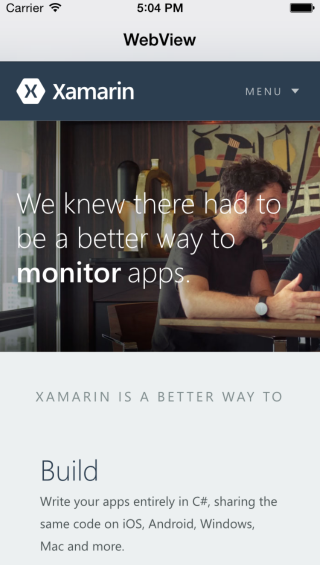 Carrier 5:04 PM
WebView
Xamarin MENU
We knew there had to
be a better way to
monitor apps.
XAMARIN IS A BETTER WAY TO
Build
Write your apps entirely in C#, sharing the
same code on iOS, Android, Windows,
Mac and more.